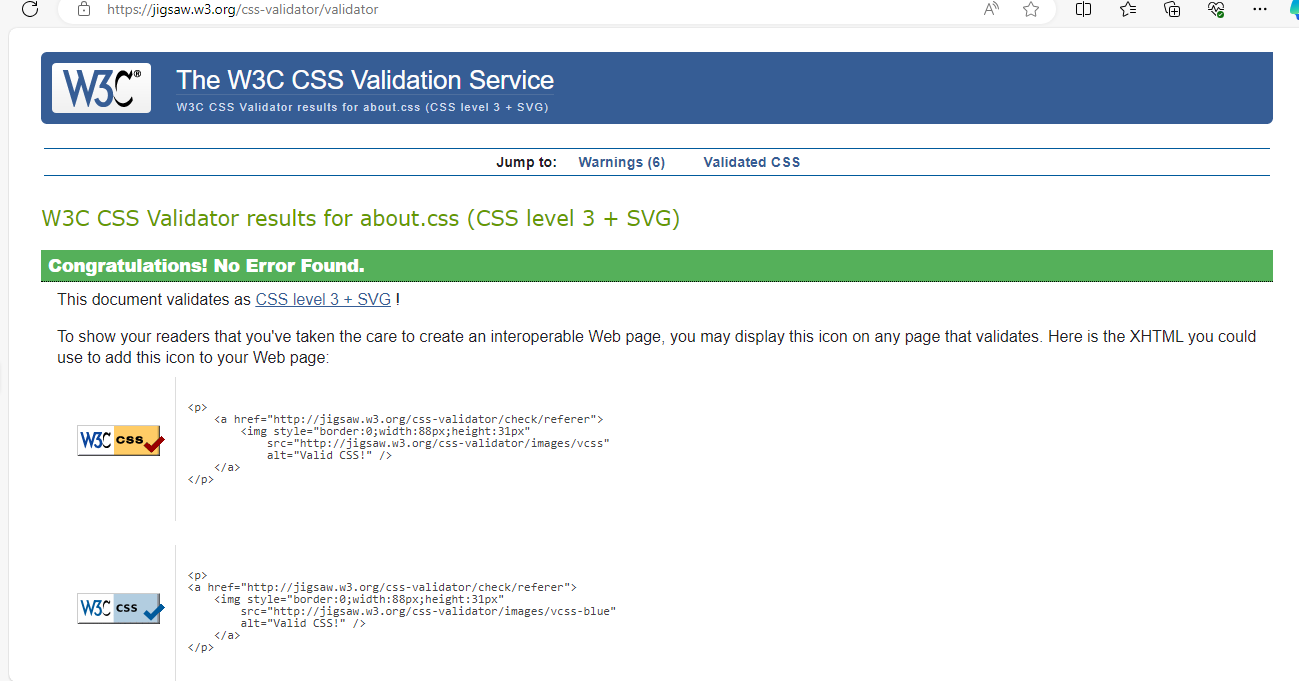 https://jigsaw.w3.org/css-validator/validator
W3C®
The W3C CSS Validation Service
W3C CSS Validator results for about.css (CSS level 3 + SVG)
Jump to: Warnings (6) Validated CSS
W3C CSS Validator results for about.css (CSS level 3 + SVG)
Congratulations! No Error Found.
This document validates as CSS level 3 + SVG !
To show your readers that you've taken the care to create an interoperable Web page, you may display this icon on any page that validates. Here is the XHTML you could
use to add this icon to your Web page:
W3C css
<p>
<a href="http://jigsaw.w3.org/css-validator/check/referer">
<img style="border:0;width:88px;height:31px"
src="http://jigsaw.w3.org/css-validator/images/vcss"
alt="Valid CSS!" />
</a>
</p>
W3C css
<p>
<a href="http://jigsaw.w3.org/css-validator/check/referer">
<img style="border:0;width:88px;height:31px"
src="http://jigsaw.w3.org/css-validator/images/vcss-blue"
alt="Valid CSS!" />
</a>
</p>